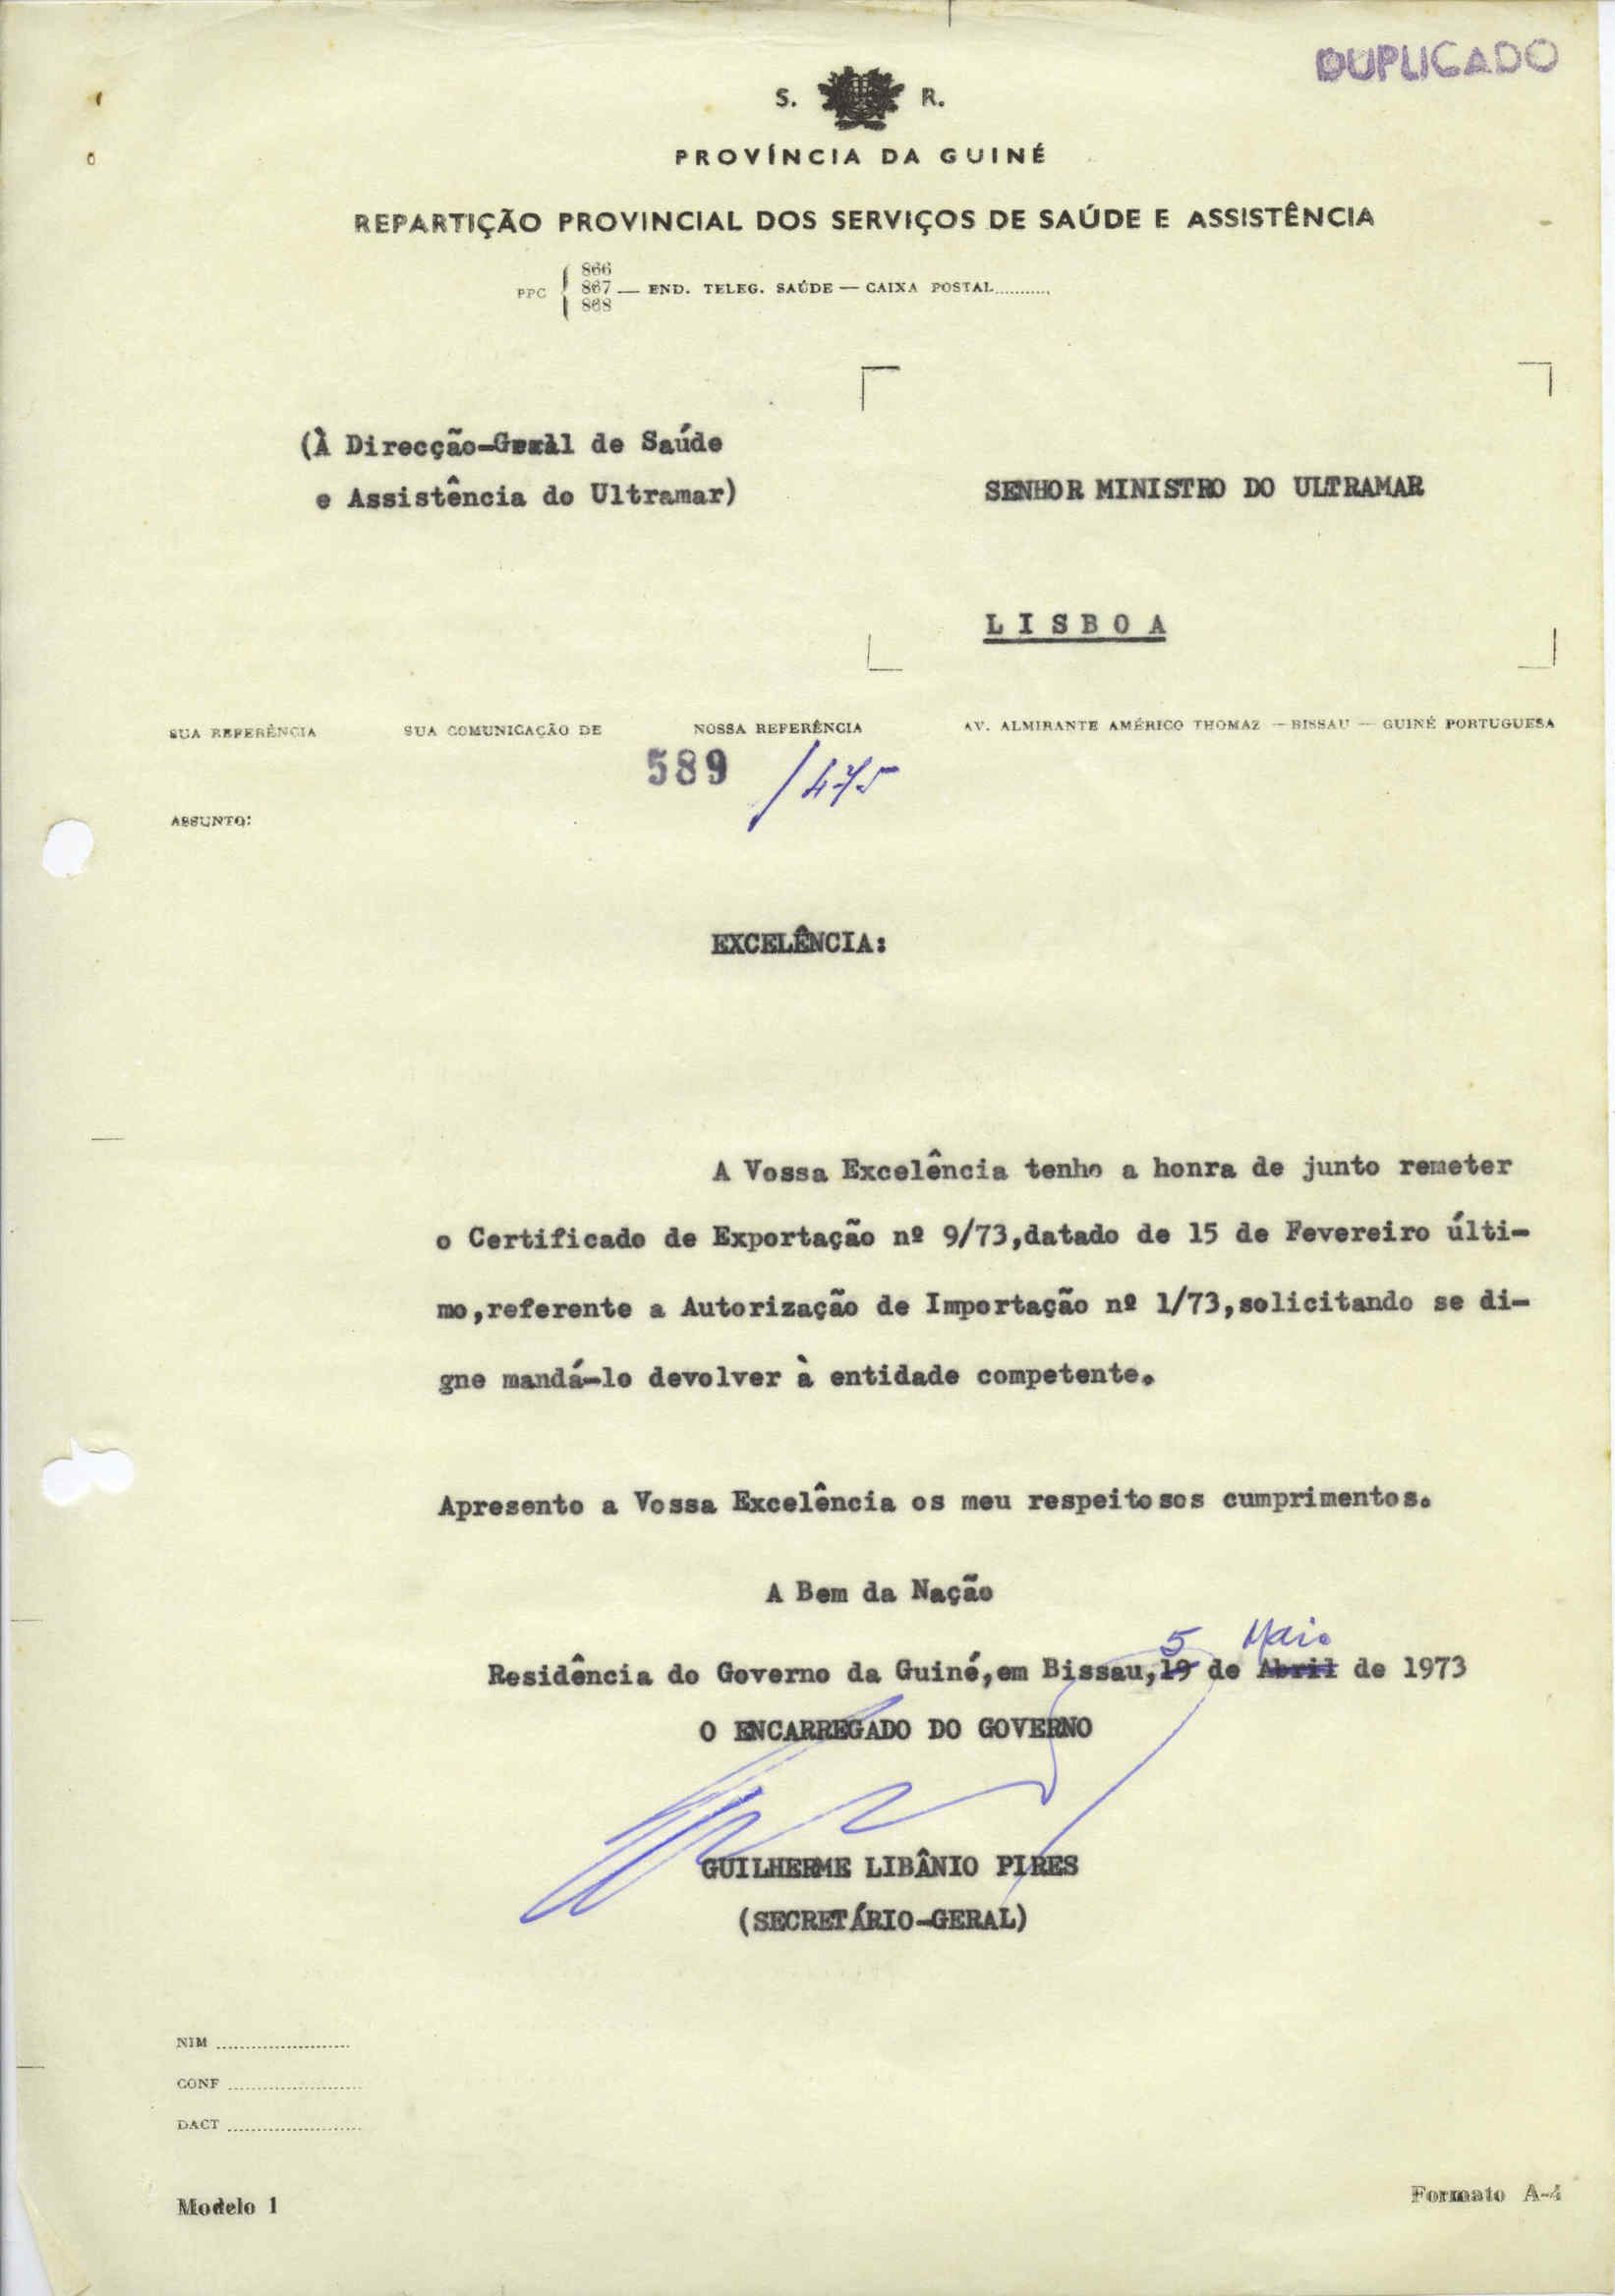 DUPLICADO
S. R.
PROVÍNCIA DA GUINÉ
REPARTIÇÃO PROVINCIAL DOS SERVIÇOS DE SAÚDE E ASSISTÊNCIA
PPC { 866 867 868 — END. TELEG. SAÚDE — CAIXA POSTAL...........
(À Direcção-Geral de Saúde
e Assistência do Ultramar)
SENHOR MINISTRO DO ULTRAMAR
LISBOA
SUA REFERÊNCIA SUA COMUNICAÇÃO DE NOSSA REFERÊNCIA AV. ALMIRANTE AMÉRICO THOMAZ — BISSAU — GUINÉ PORTUGUESA
589 /475
ASSUNTO:
EXCELÊNCIA:
A Vossa Excelência tenho a honra de junto remeter
o Certificado de Exportação nº 9/73,datado de 15 de Fevereiro últi-
mo,referente a Autorização de Importação nº 1/73,solicitando se di-
gne mandá-lo devolver à entidade competente.
Apresento a Vossa Excelência os meu respeitosos cumprimentos.
A Bem da Nação
5 Maio
Residência do Governo da Guiné,em Bissau,19 de Abril de 1973
O ENCARREGADO DO GOVERNO
GUILHERME LIBÂNIO PIRES
(SECRETÁRIO-GERAL)
NIM ......................
CONF ......................
DACT ......................
Modelo 1
Formato A-4